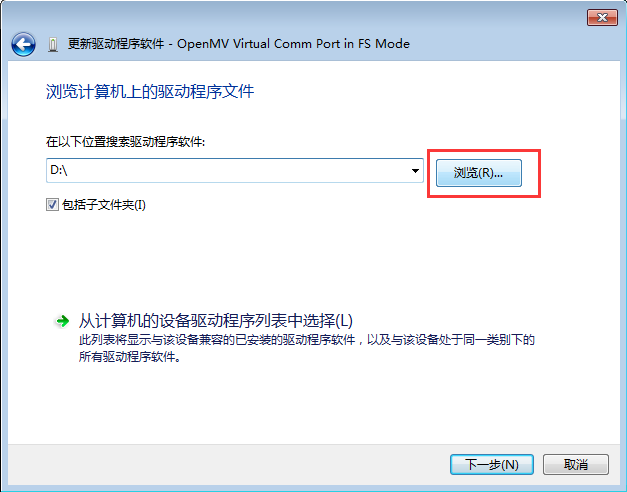 更新驱动程序软件 - OpenMV Virtual Comm Port in FS Mode
浏览计算机上的驱动程序文件
在以下位置搜索驱动程序软件:
D:\
浏览(R)...
包括子文件夹(I)
从计算机的设备驱动程序列表中选择(L)
此列表将显示与该设备兼容的已安装的驱动程序软件，以及与该设备处于同一类别下的
所有驱动程序软件。
下一步(N)
取消